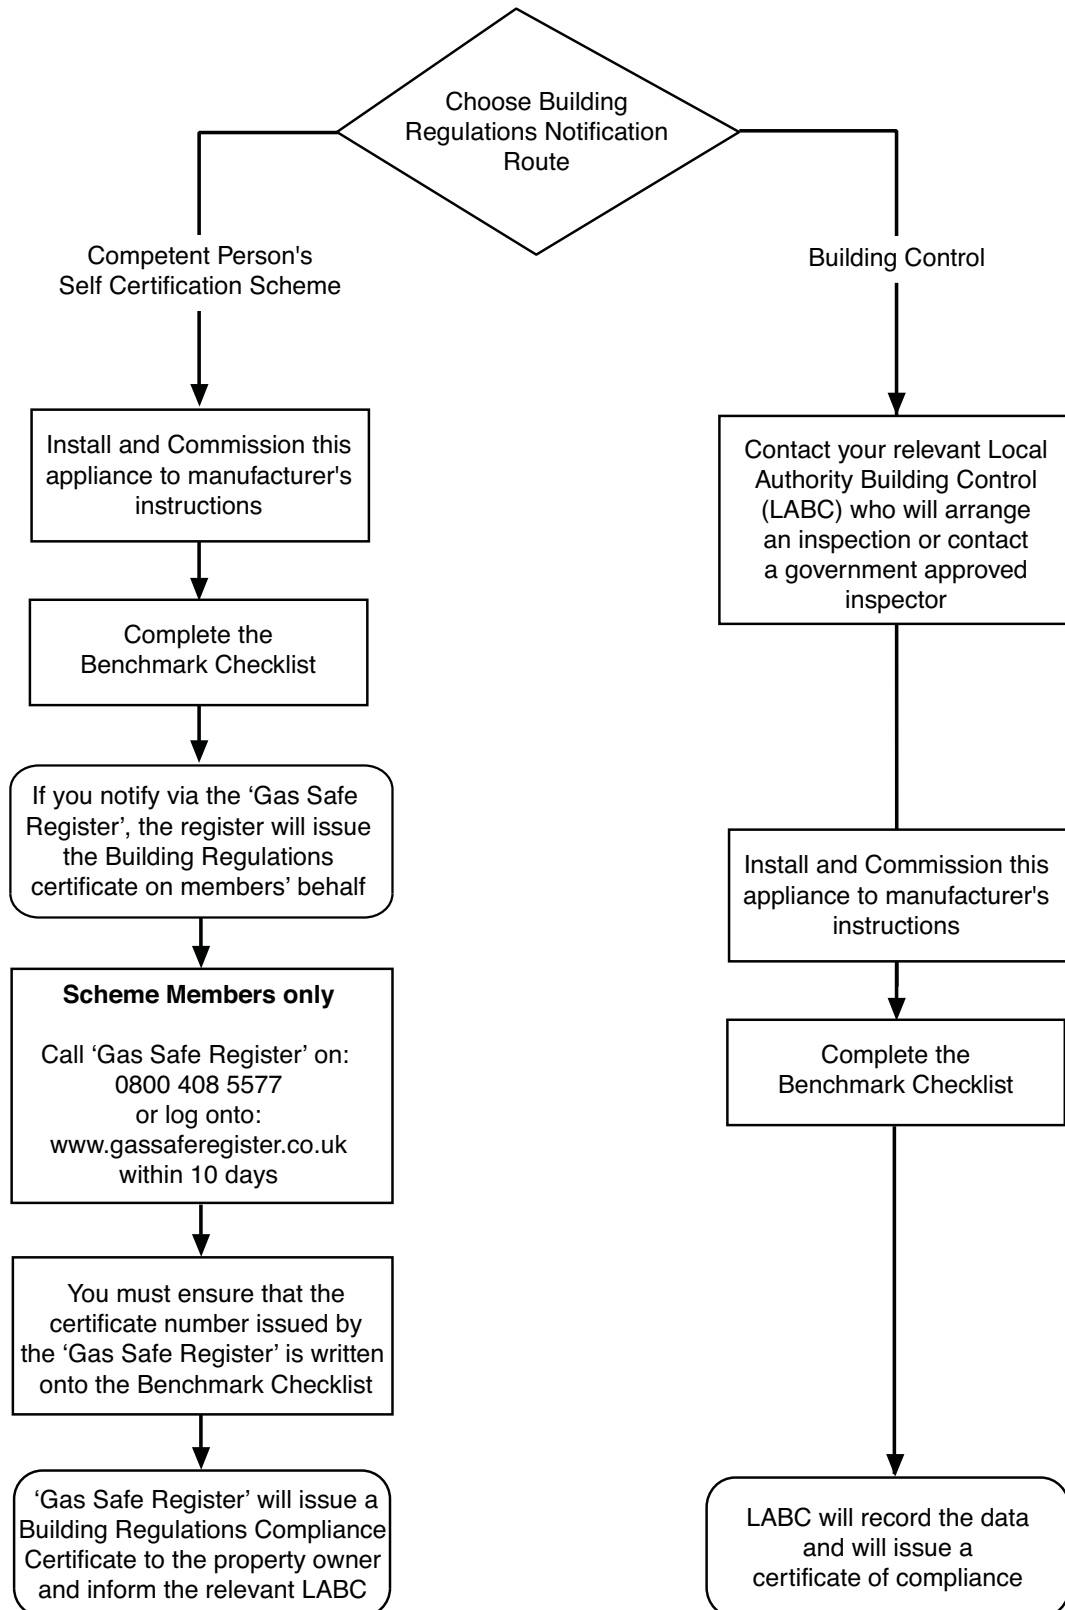 Choose Building
Regulations Notification
Route
Competent Person's
Self Certification Scheme
Building Control
Install and Commission this
appliance to manufacturer's
instructions
Complete the
Benchmark Checklist
If you notify via the ‘Gas Safe
Register’, the register will issue
the Building Regulations
certificate on members’ behalf
Scheme Members only
Call ‘Gas Safe Register’ on:
0800 408 5577
or log onto:
www.gassaferegister.co.uk
within 10 days
You must ensure that the
certificate number issued by
the ‘Gas Safe Register’ is written
onto the Benchmark Checklist
‘Gas Safe Register’ will issue a
Building Regulations Compliance
Certificate to the property owner
and inform the relevant LABC
Contact your relevant Local
Authority Building Control
(LABC) who will arrange
an inspection or contact
a government approved
inspector
Install and Commission this
appliance to manufacturer's
instructions
Complete the
Benchmark Checklist
LABC will record the data
and will issue a
certificate of compliance